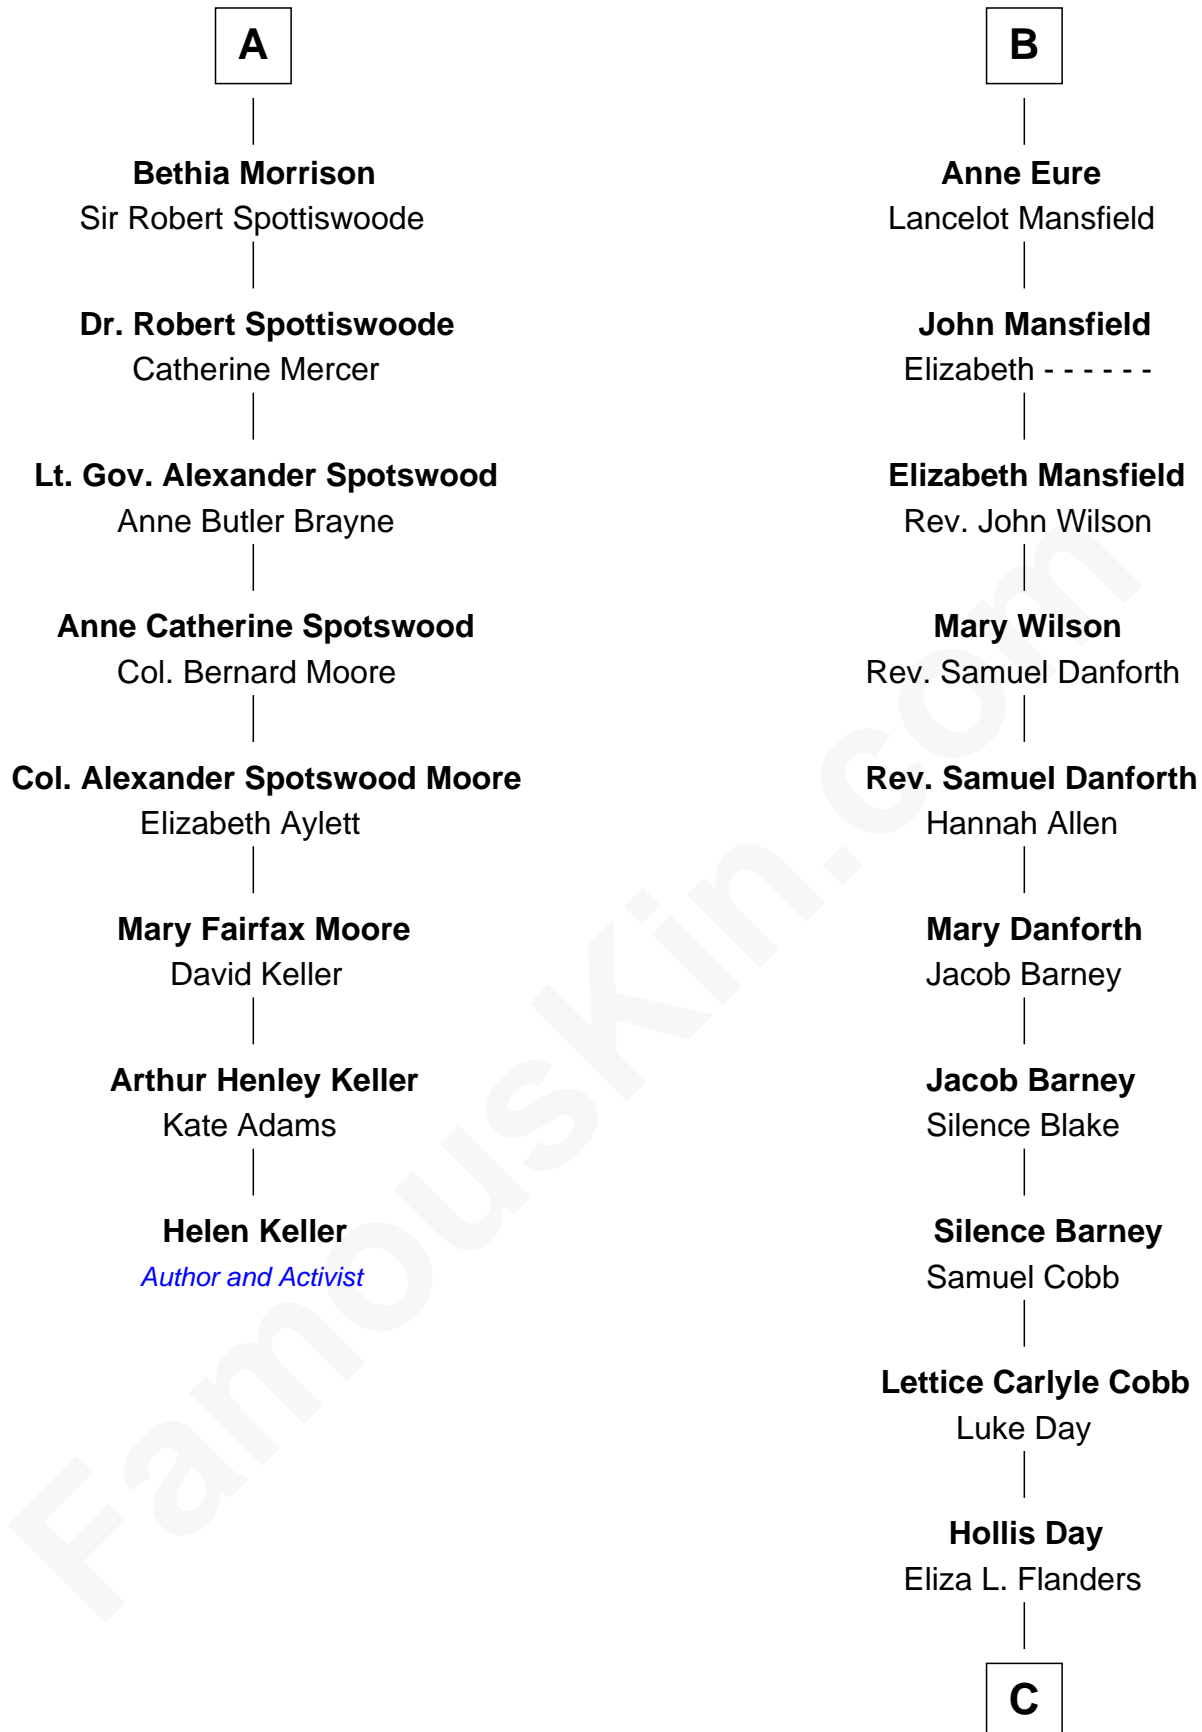 A
Bethia Morrison
Sir Robert Spottiswoode
Dr. Robert Spottiswoode
Catherine Mercer
Lt. Gov. Alexander Spotswood
Anne Butler Brayne
Anne Catherine Spotswood
Col. Bernard Moore
Col. Alexander Spotswood Moore
Elizabeth Aylett
Mary Fairfax Moore
David Keller
Arthur Henley Keller
Kate Adams
Helen Keller
Author and Activist
B
Anne Eure
Lancelot Mansfield
John Mansfield
Elizabeth - - - - - -
Elizabeth Mansfield
Rev. John Wilson
Mary Wilson
Rev. Samuel Danforth
Rev. Samuel Danforth
Hannah Allen
Mary Danforth
Jacob Barney
Jacob Barney
Silence Blake
Silence Barney
Samuel Cobb
Lettice Carlyle Cobb
Luke Day
Hollis Day
Eliza L. Flanders
C
FamousKin.com